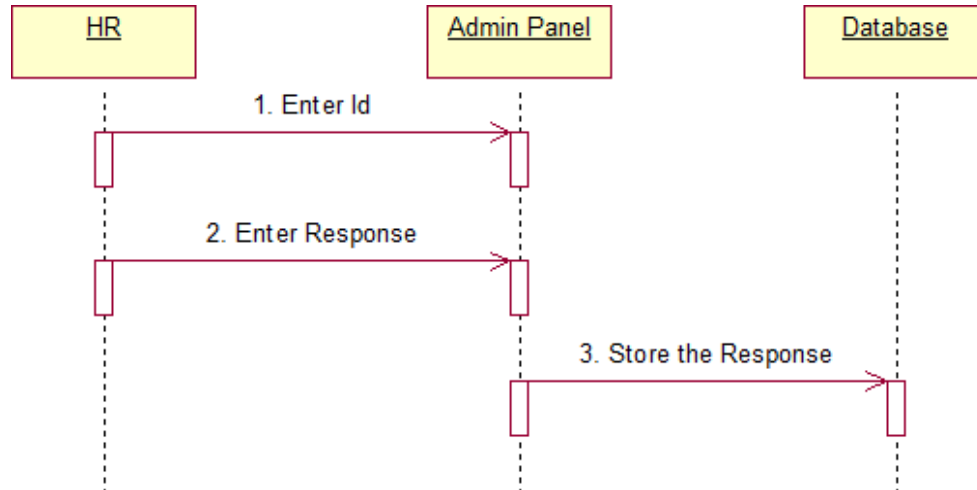 HR
Admin Panel
Database
1. Enter Id
2. Enter Response
3. Store the Response